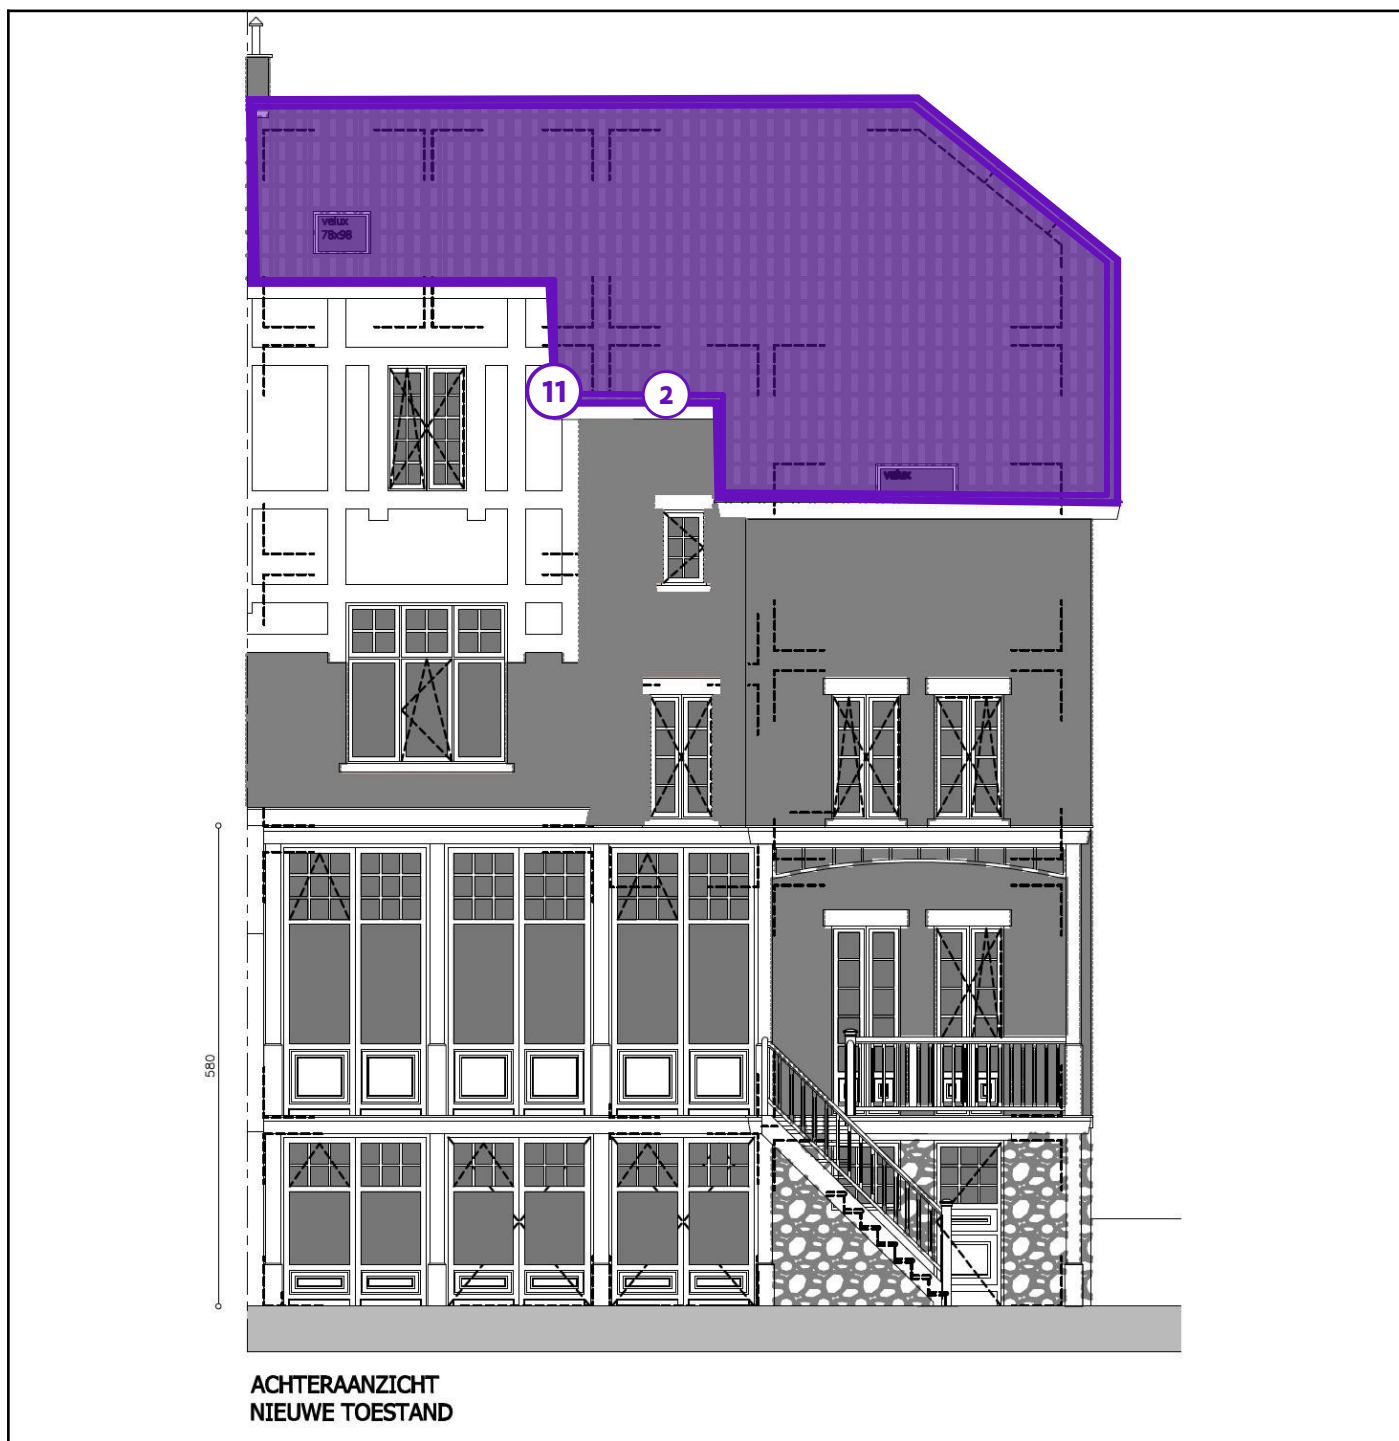 velux
78x98
11
2
velux
580
ACHTERAANZICHT
NIEUWE TOESTAND